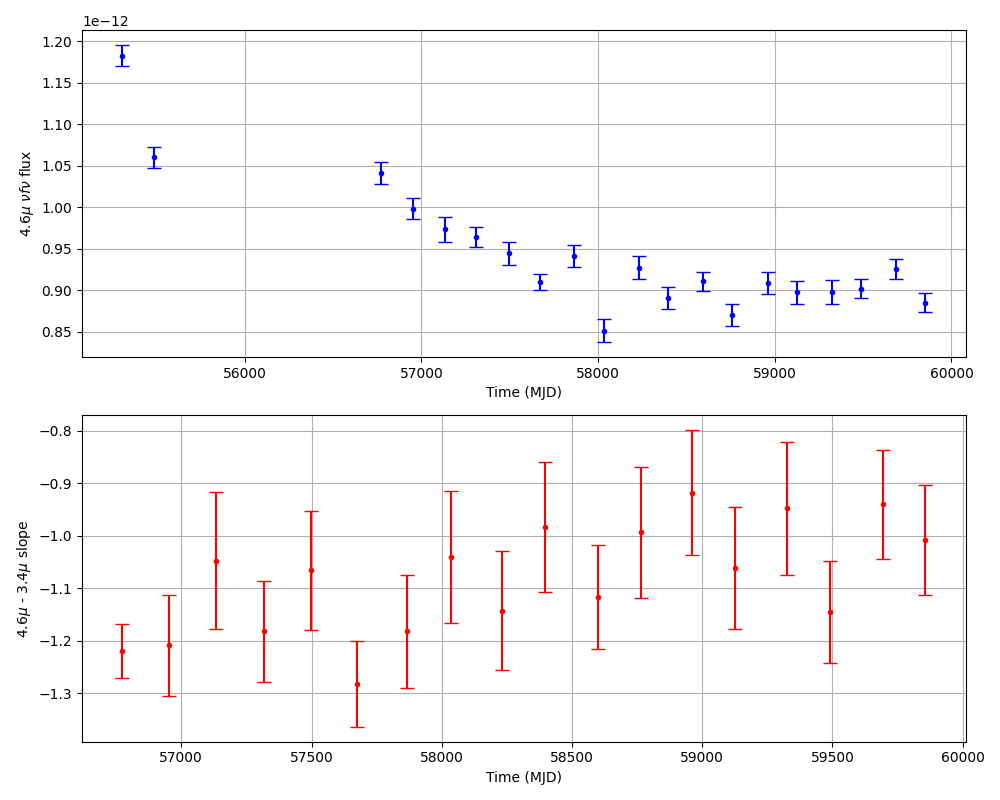 1e−12
1.20
1.15
1.10
1.05
1.00
0.95
0.90
0.85
4.6μ νfν flux
56000 57000 58000 59000 60000
Time (MJD)
−0.8
−0.9
−1.0
−1.1
−1.2
−1.3
4.6μ - 3.4μ slope
57000 57500 58000 58500 59000 59500 60000
Time (MJD)